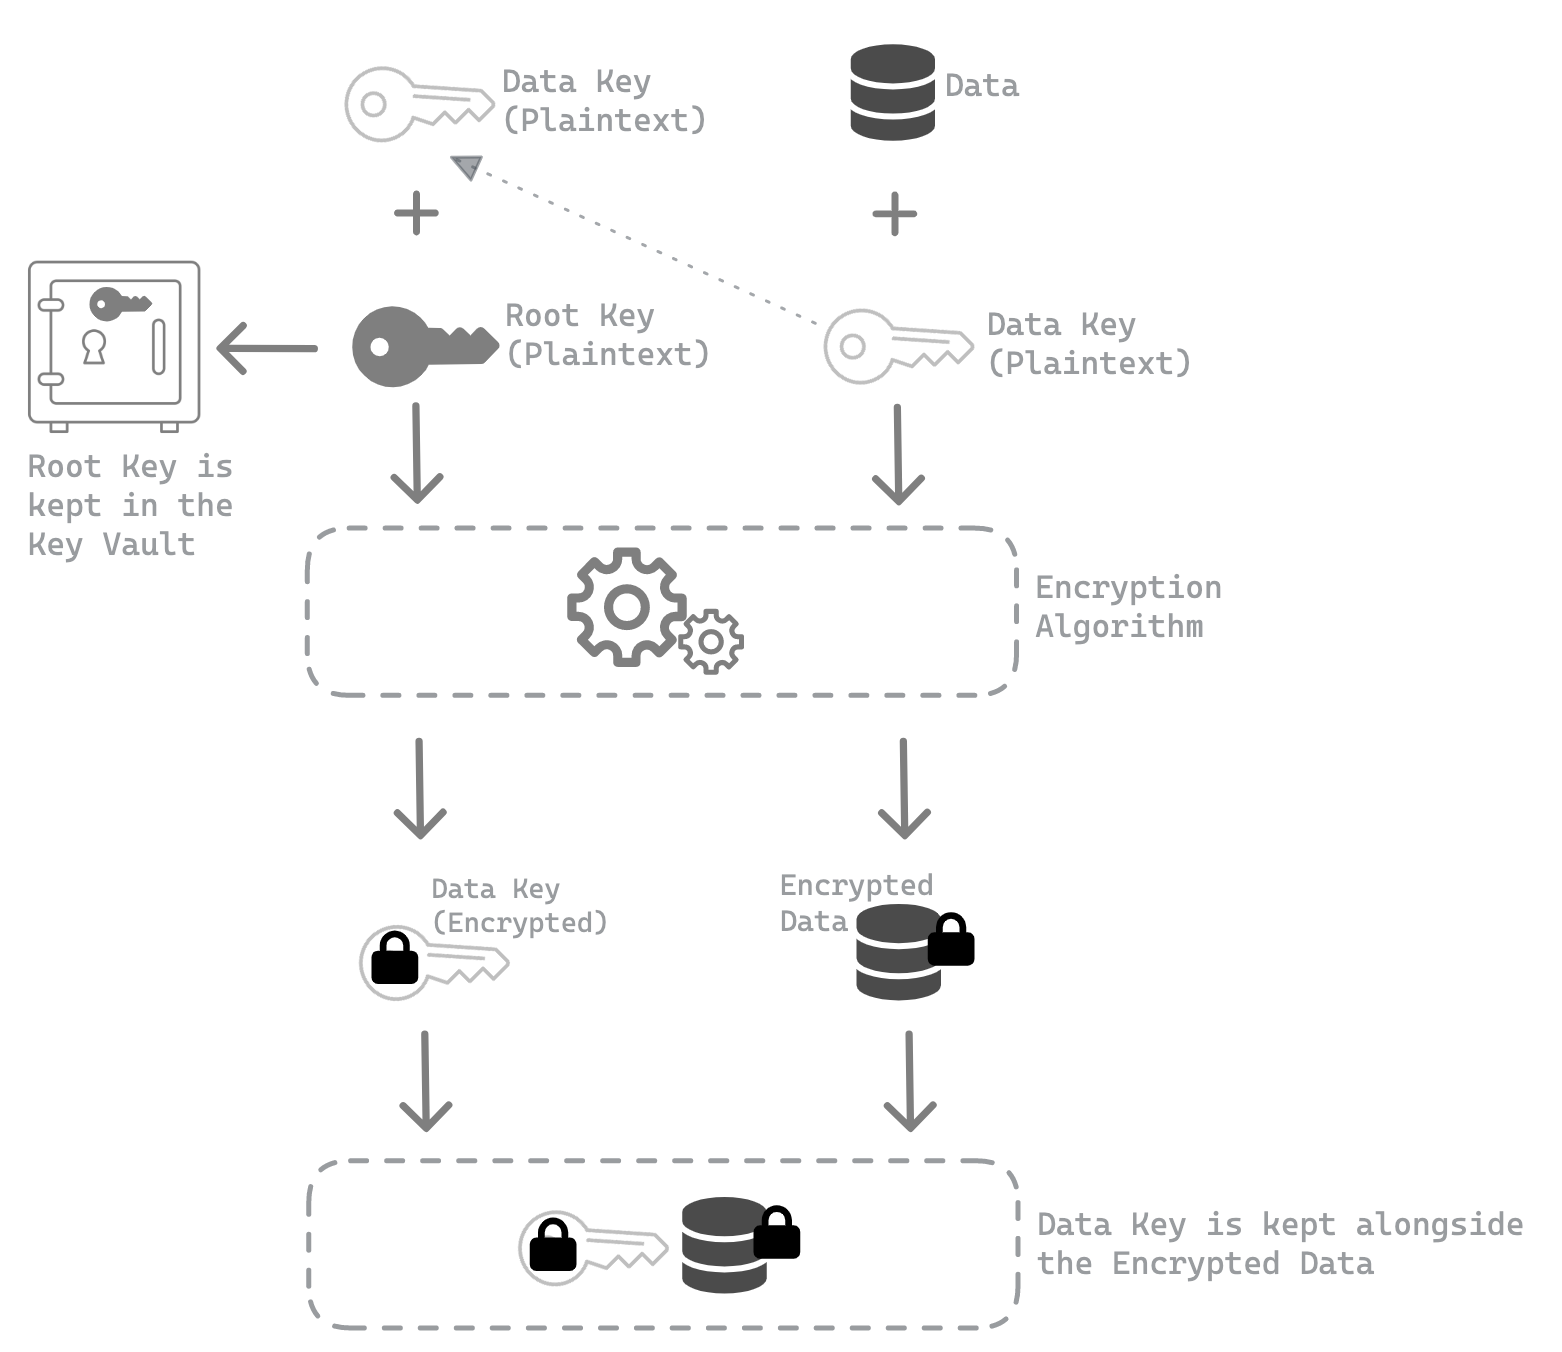 Data Key
(Plaintext)
Data
Root Key
(Plaintext)
Data Key
(Plaintext)
Root Key is
kept in the
Key Vault
Encryption
Algorithm
Data Key
(Encrypted)
Encrypted
Data
Data Key is kept alongside
the Encrypted Data